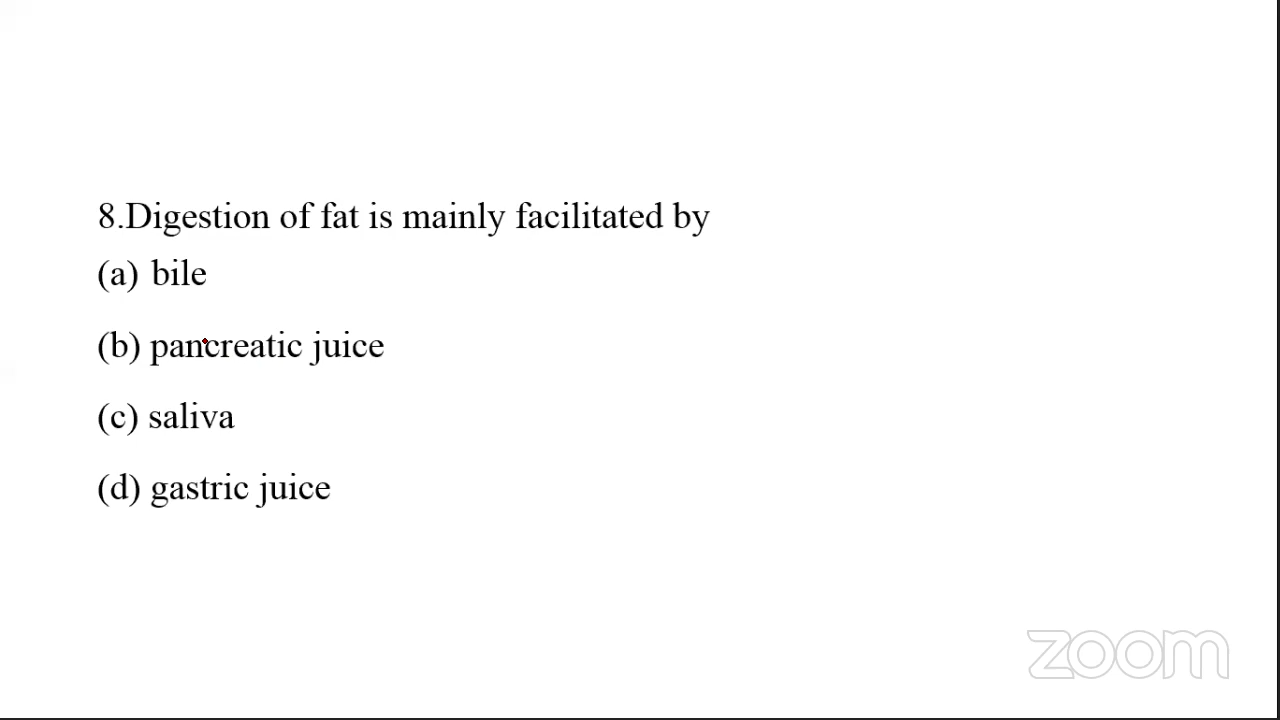 8.Digestion of fat is mainly facilitated by
(a) bile
(b) pancreatic juice
(c) saliva
(d) gastric juice
zoom